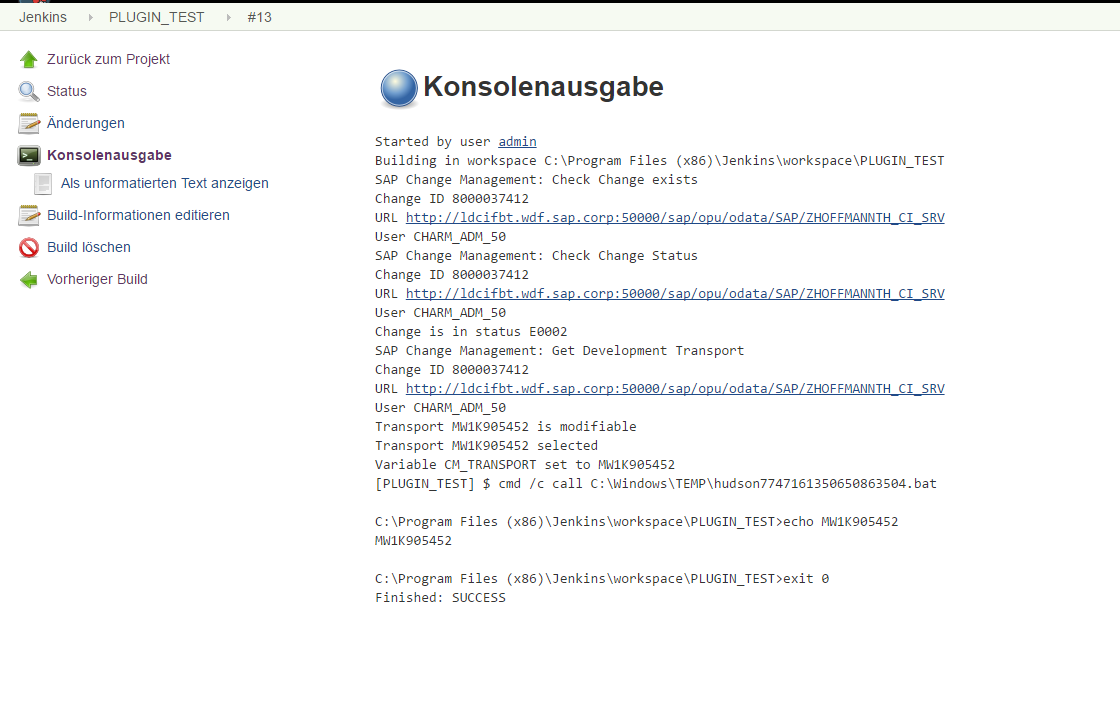 Jenkins PLUGIN_TEST #13
Zurück zum Projekt
Status
Änderungen
Konsolenausgabe
Als unformatierten Text anzeigen
Build-Informationen editieren
Build löschen
Vorheriger Build
Konsolenausgabe
Started by user admin
Building in workspace C:\Program Files (x86)\Jenkins\workspace\PLUGIN_TEST
SAP Change Management: Check Change exists
Change ID 8000037412
URL http://ldcifbt.wdf.sap.corp:50000/sap/opu/odata/SAP/ZHOFFMANNTH_CI_SRV
User CHARM_ADM_50
SAP Change Management: Check Change Status
Change ID 8000037412
URL http://ldcifbt.wdf.sap.corp:50000/sap/opu/odata/SAP/ZHOFFMANNTH_CI_SRV
User CHARM_ADM_50
Change is in status E0002
SAP Change Management: Get Development Transport
Change ID 8000037412
URL http://ldcifbt.wdf.sap.corp:50000/sap/opu/odata/SAP/ZHOFFMANNTH_CI_SRV
User CHARM_ADM_50
Transport MW1K905452 is modifiable
Transport MW1K905452 selected
Variable CM_TRANSPORT set to MW1K905452
[PLUGIN_TEST] $ cmd /c call C:\Windows\TEMP\hudson7747161350650863504.bat
C:\Program Files (x86)\Jenkins\workspace\PLUGIN_TEST>echo MW1K905452
MW1K905452
C:\Program Files (x86)\Jenkins\workspace\PLUGIN_TEST>exit 0
Finished: SUCCESS